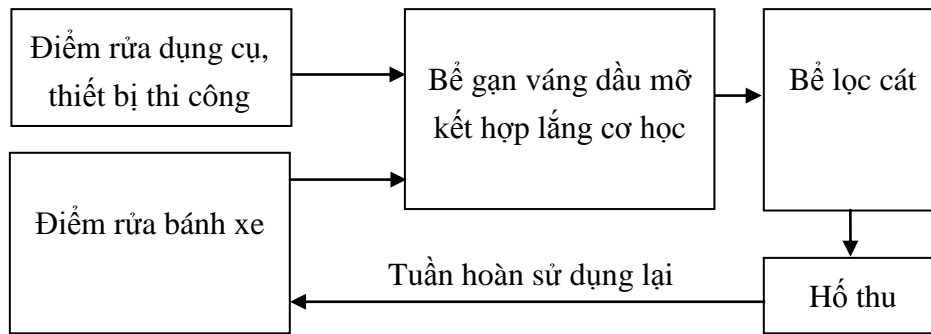 Điểm rửa dụng cụ,
thiết bị thi công
Bể gạn váng dầu mỡ
kết hợp lắng cơ học
Bể lọc cát
Điểm rửa bánh xe
Tuần hoàn sử dụng lại
Hố thu